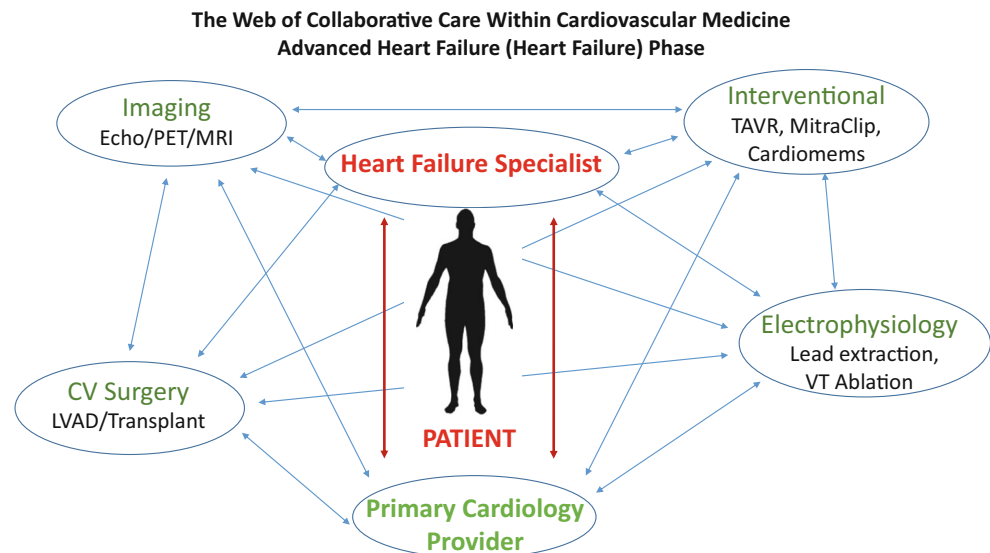 The Web of Collaborative Care Within Cardiovascular Medicine
Advanced Heart Failure (Heart Failure) Phase
Imaging
Echo/PET/MRI
Interventional
TAVR, MitraClip,
Cardiomems
Heart Failure Specialist
Electrophysiology
Lead extraction,
VT Ablation
CV Surgery
LVAD/Transplant
PATIENT
Primary Cardiology
Provider